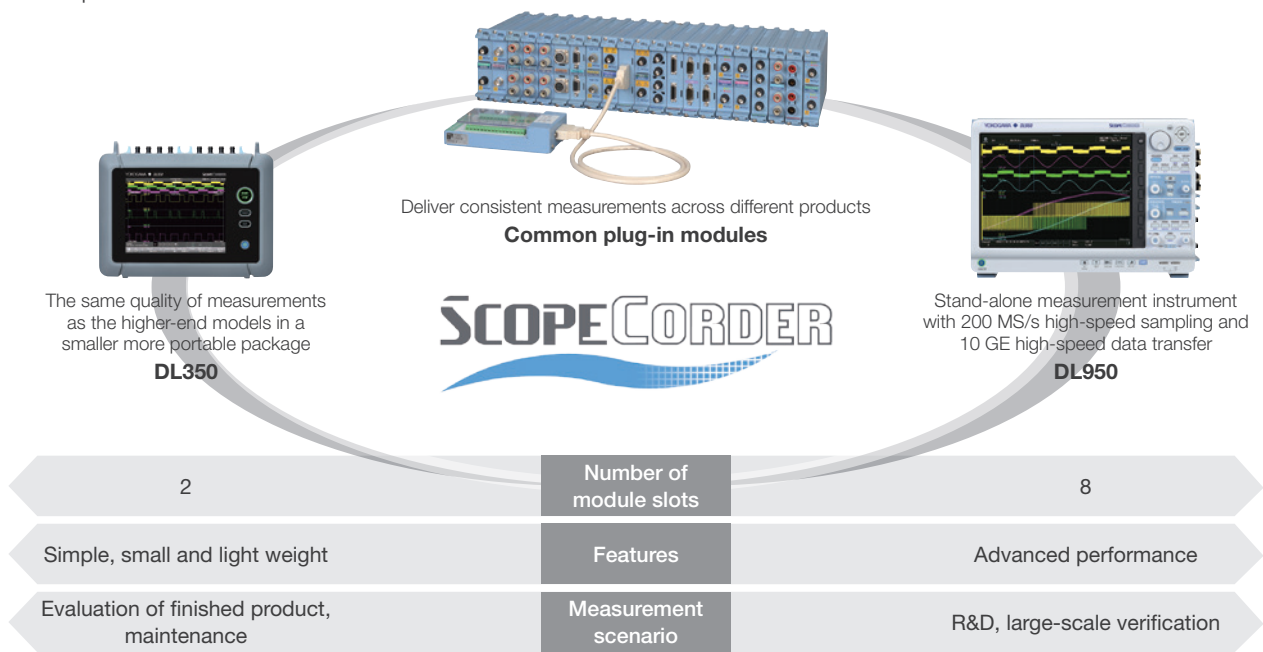 Deliver consistent measurements across different products
Common plug-in modules
YOKOGAWA
SCOPECORDER
The same quality of measurements
as the higher-end models in a
smaller more portable package
DL350
SCOPECORDER
Stand-alone measurement instrument
with 200 MS/s high-speed sampling and
10 GE high-speed data transfer
DL950
2
Number of
module slots
8
Simple, small and light weight
Features
Advanced performance
Evaluation of finished product,
maintenance
Measurement
scenario
R&D, large-scale verification